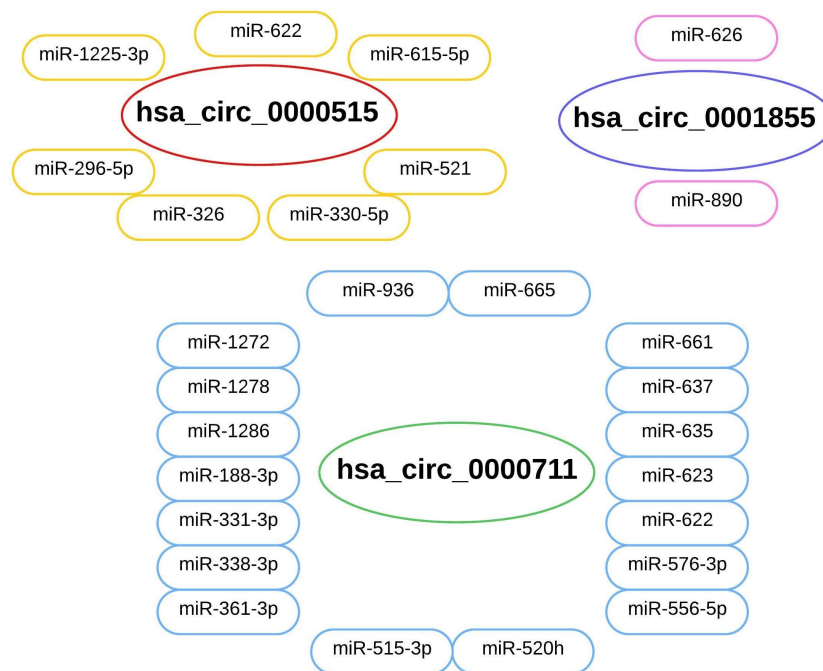 miR-622
miR-1225-3p
miR-615-5p
hsa_circ_0000515
miR-296-5p
miR-521
miR-326
miR-330-5p
miR-626
hsa_circ_0001855
miR-890
miR-936
miR-665
miR-1272
miR-1278
miR-1286
miR-188-3p
miR-331-3p
miR-338-3p
miR-361-3p
hsa_circ_0000711
miR-661
miR-637
miR-635
miR-623
miR-622
miR-576-3p
miR-556-5p
miR-515-3p
miR-520h